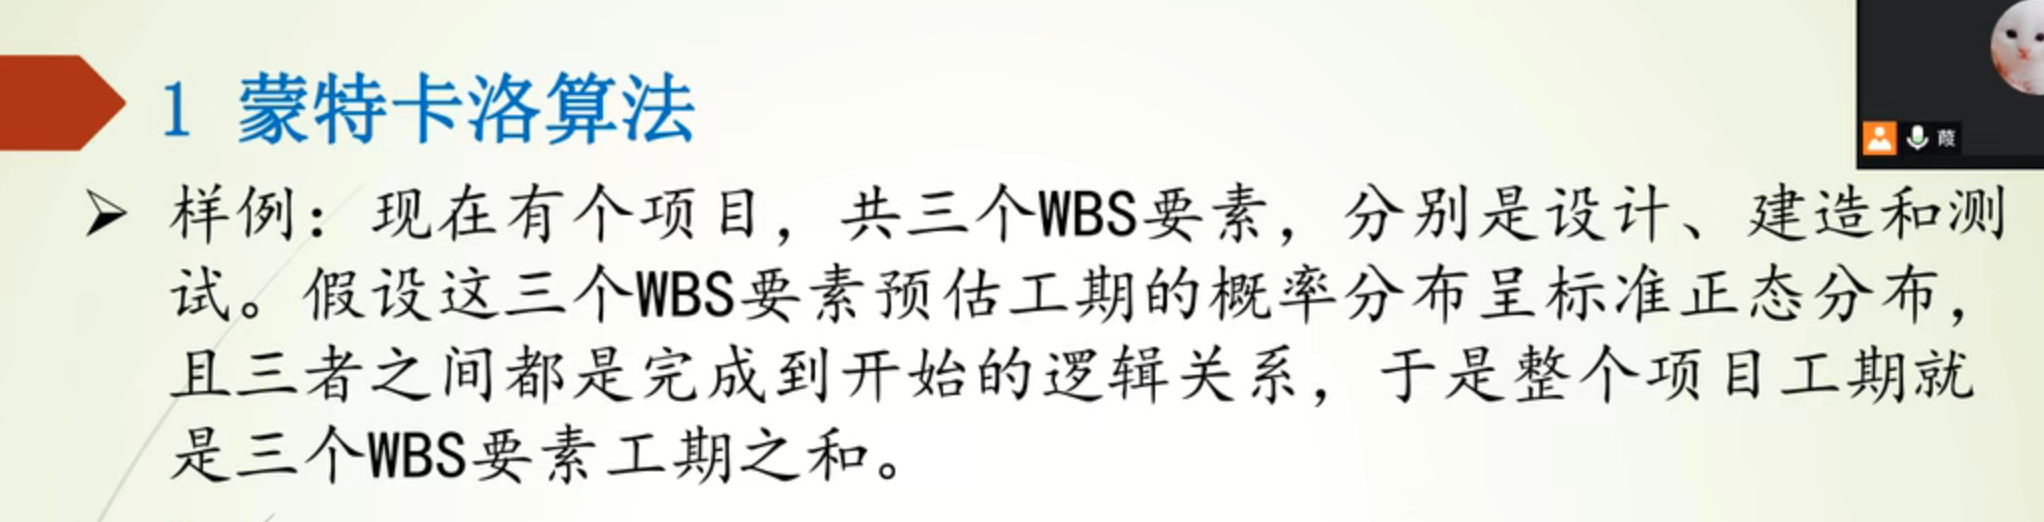 1 蒙特卡洛算法
样例：现在有个项目，共三个WBS要素，分别是设计、建造和测
试。假设这三个WBS要素预估工期的概率分布呈标准正态分布，
且三者之间都是完成到开始的逻辑关系，于是整个项目工期就
是三个WBS要素工期之和。
葭